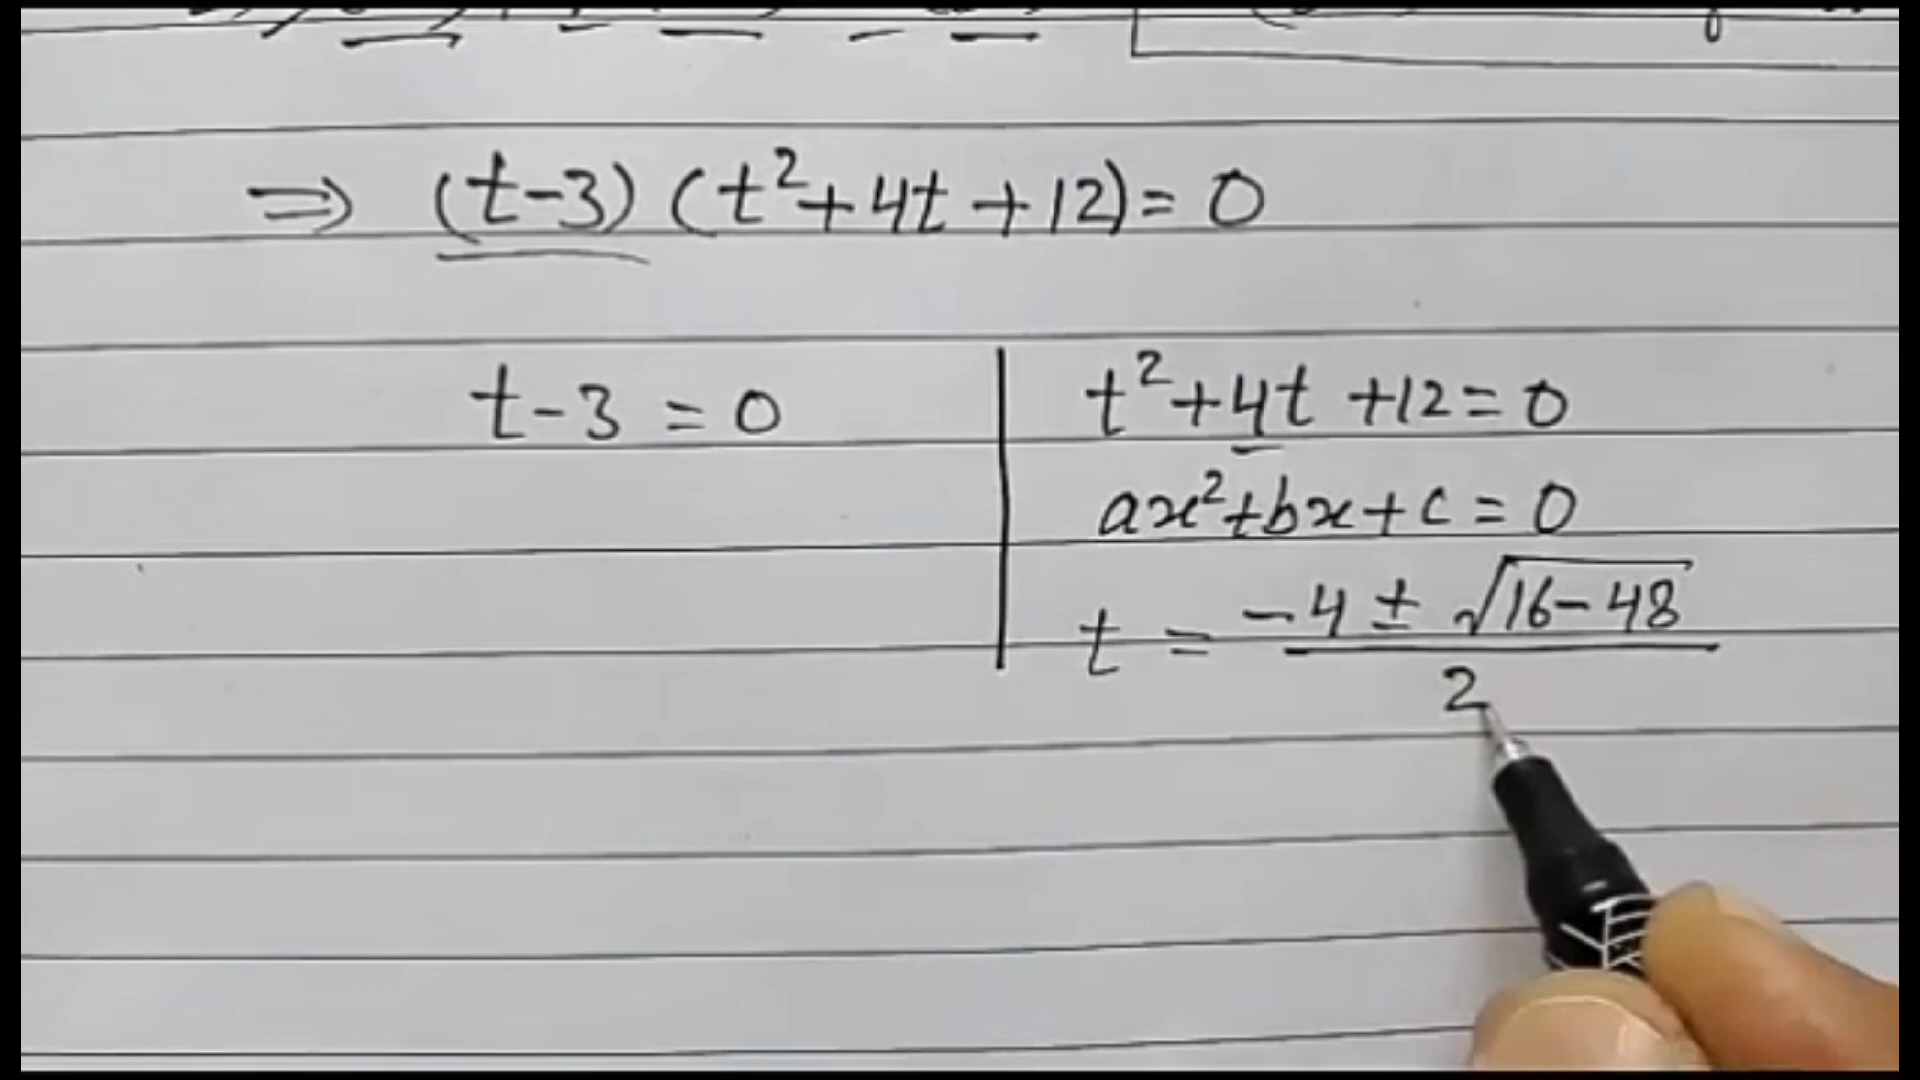 ⇒ (t-3) (t²+4t+12)=0
t-3 = 0
t²+4t+12=0
ax²+bx+c=0
t = (-4 ± √(16-48))/2